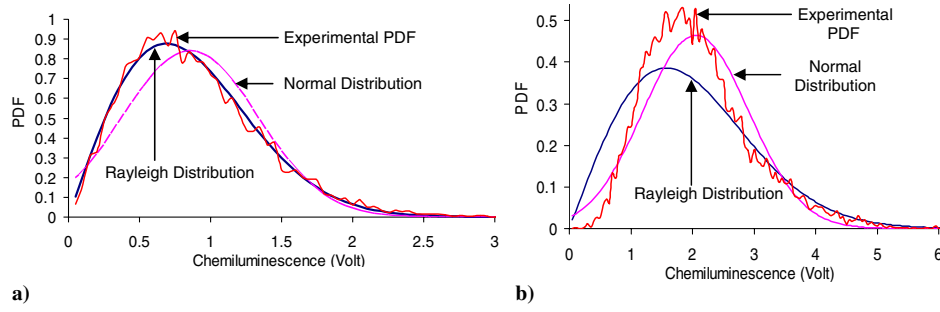 1
0.9
0.8
0.7
0.6
0.5
0.4
0.3
0.2
0.1
0
PDF
Experimental PDF
Normal Distribution
Rayleigh Distribution
0 0.5 1 1.5 2 2.5 3
Chemiluminescence (Volt)
a)
0.5
0.4
0.3
0.2
0.1
0
PDF
Experimental
PDF
Normal
Distribution
Rayleigh Distribution
0 1 2 3 4 5 6
Chemiluminescence (Volt)
b)